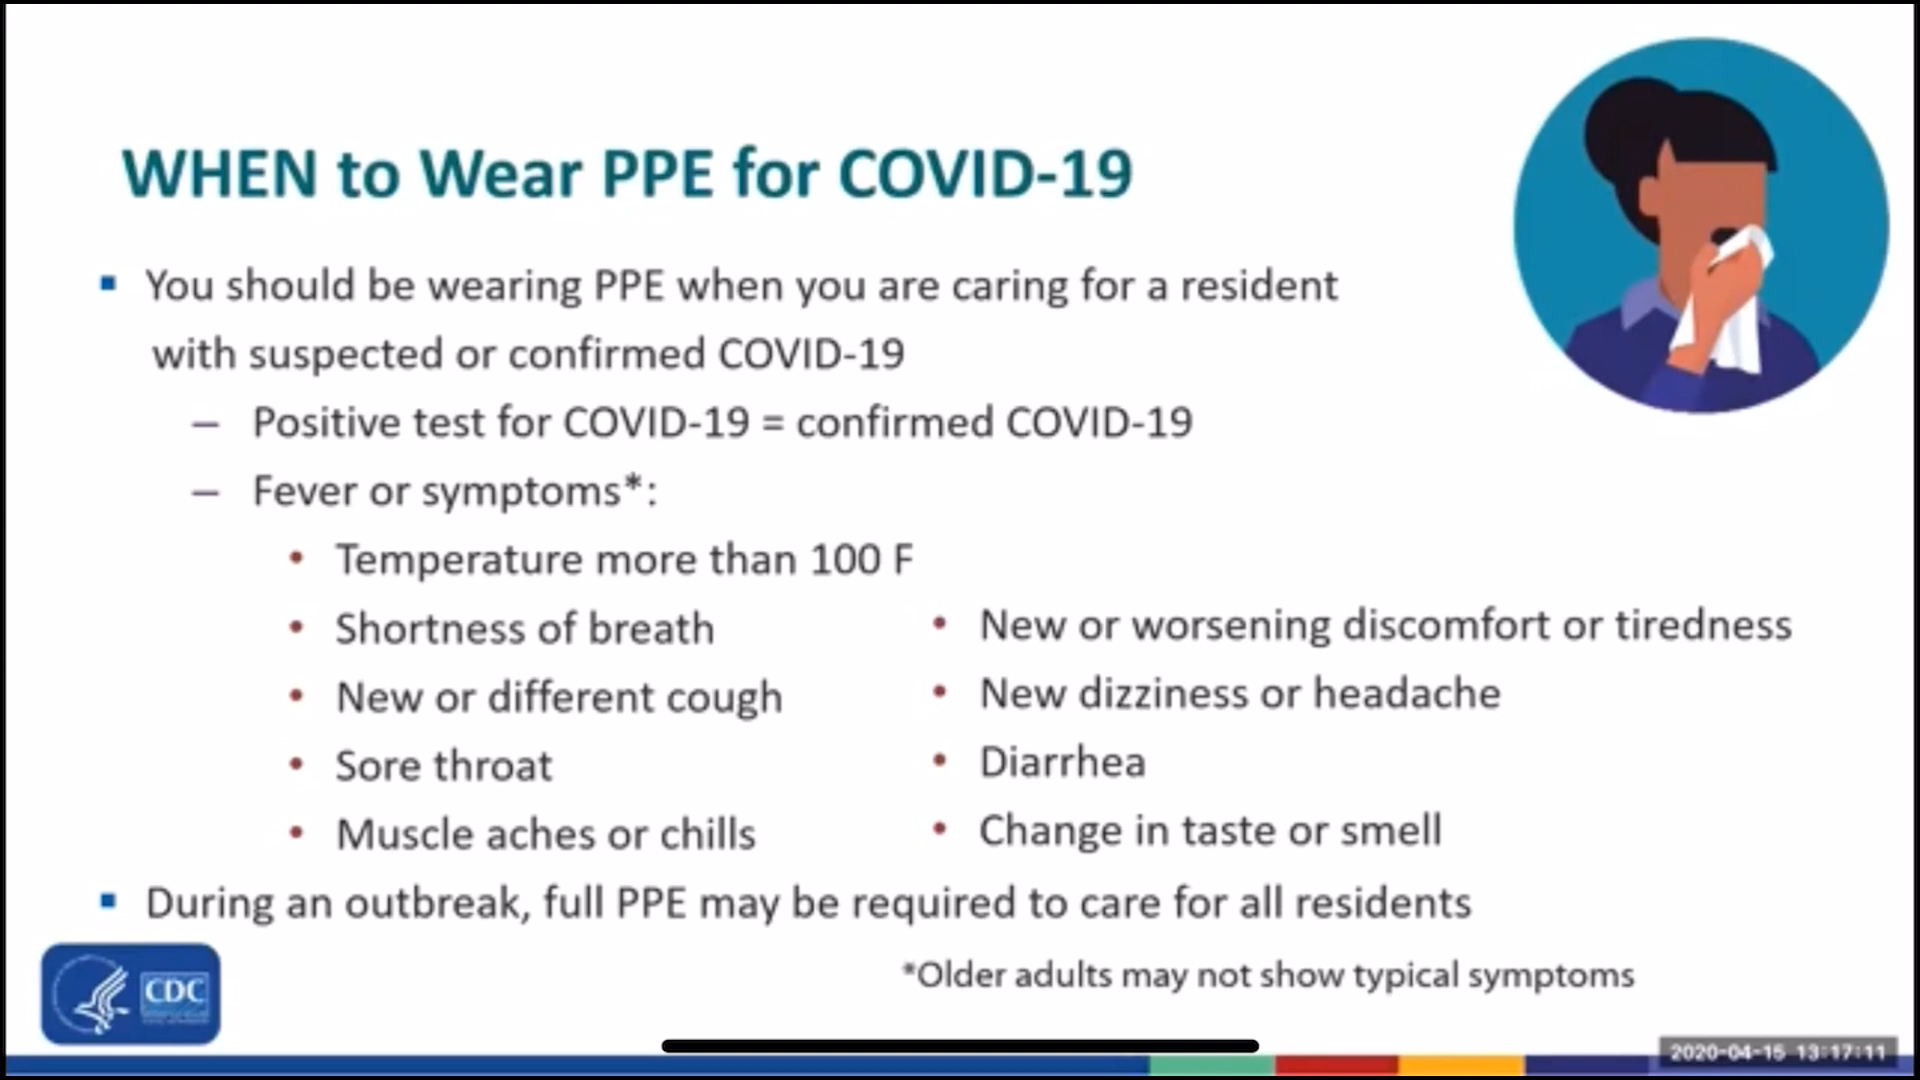 WHEN to Wear PPE for COVID-19
You should be wearing PPE when you are caring for a resident
with suspected or confirmed COVID-19
– Positive test for COVID-19 = confirmed COVID-19
– Fever or symptoms*:
• Temperature more than 100 F
• Shortness of breath
• New or different cough
• Sore throat
• Muscle aches or chills
• New or worsening discomfort or tiredness
• New dizziness or headache
• Diarrhea
• Change in taste or smell
During an outbreak, full PPE may be required to care for all residents
*Older adults may not show typical symptoms
CDC
2020-04-15 13:17:11